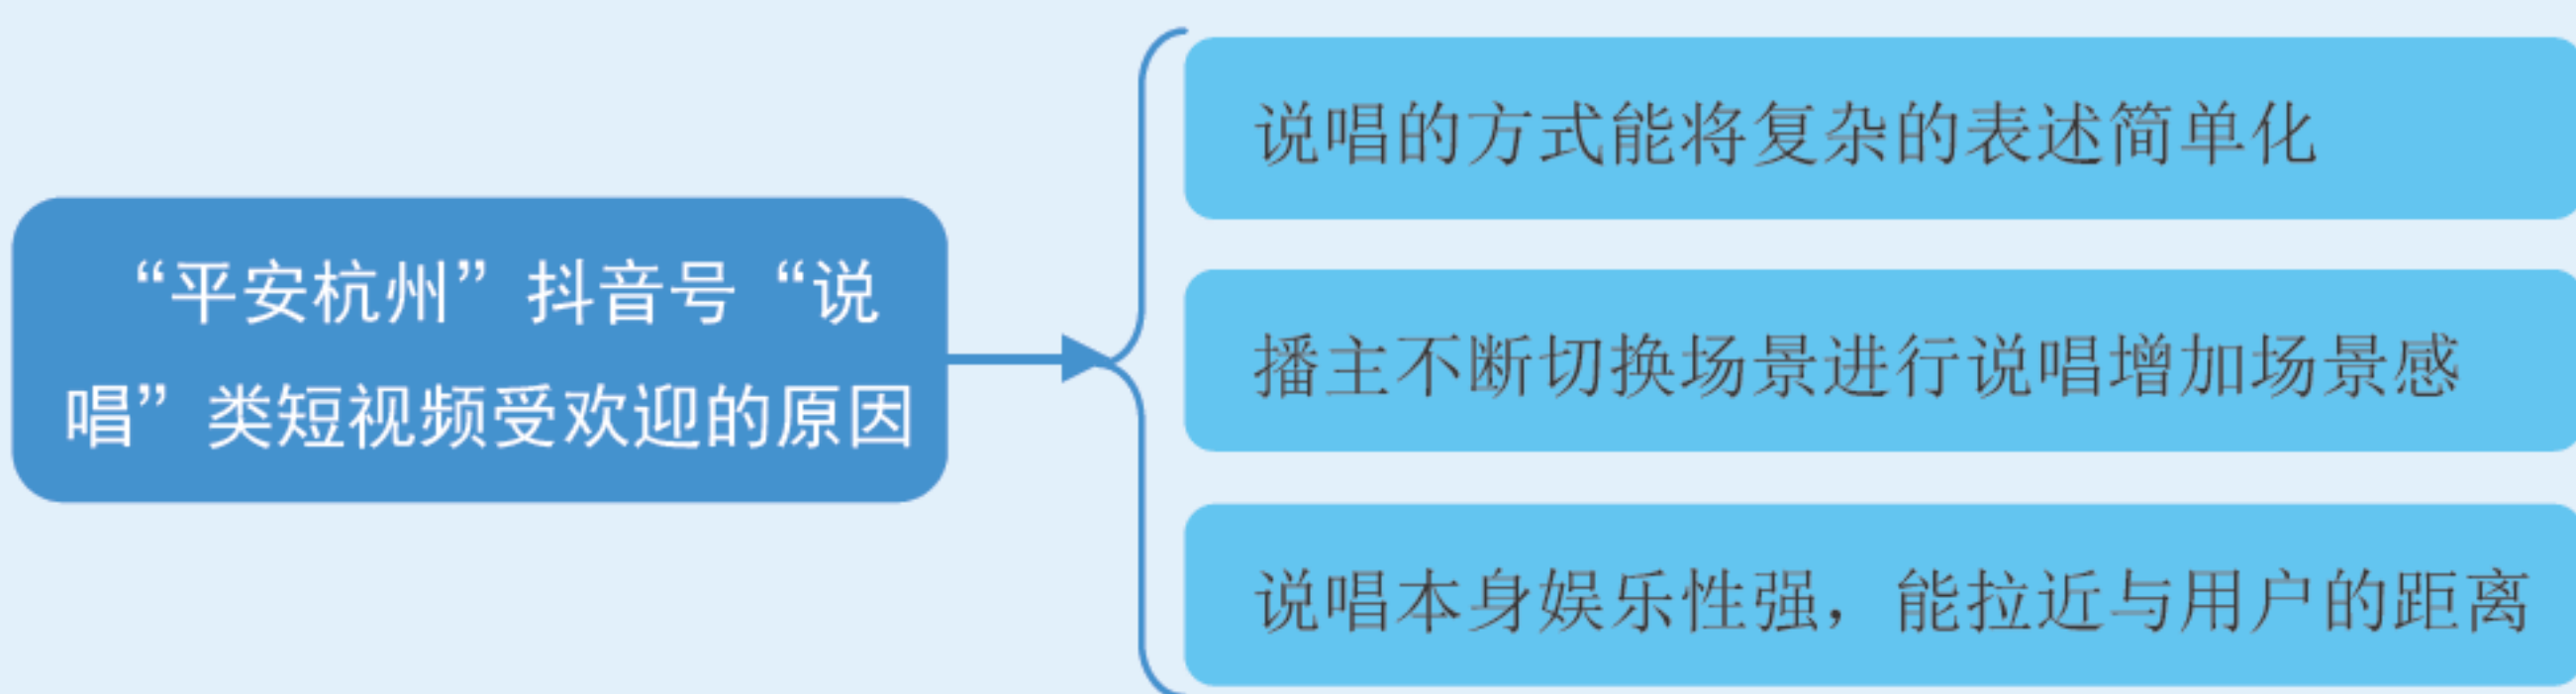 “平安杭州”抖音号“说
唱”类短视频受欢迎的原因
说唱的方式能将复杂的表述简单化
播主不断切换场景进行说唱增加场景感
说唱本身娱乐性强，能拉近与用户的距离